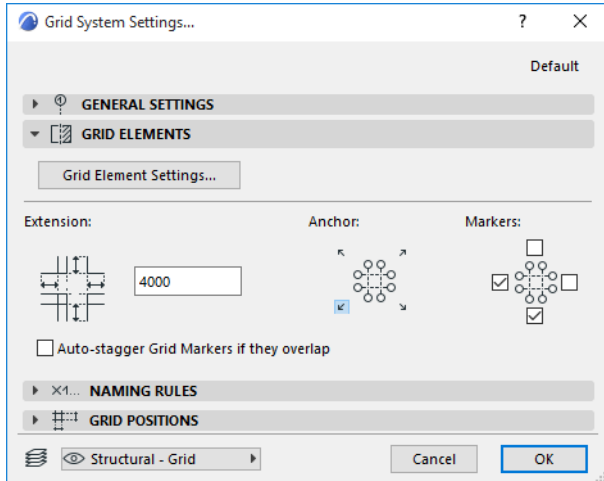 Grid System Settings...
?
Default
GENERAL SETTINGS
GRID ELEMENTS
Grid Element Settings...
Extension: Anchor: Markers:
4000
Auto-stagger Grid Markers if they overlap
X1... NAMING RULES
GRID POSITIONS
Structural - Grid Cancel OK